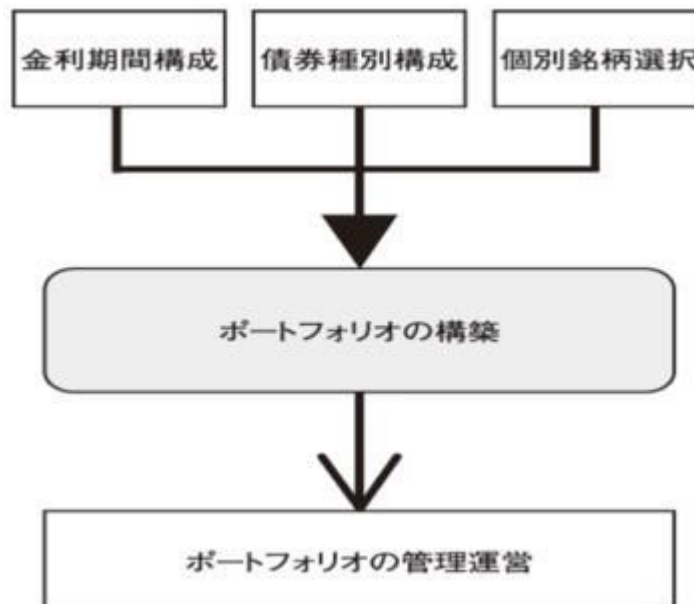 金利期間構成
債券種別構成
個別銘柄選択
ポートフォリオの構築
ポートフォリオの管理運営